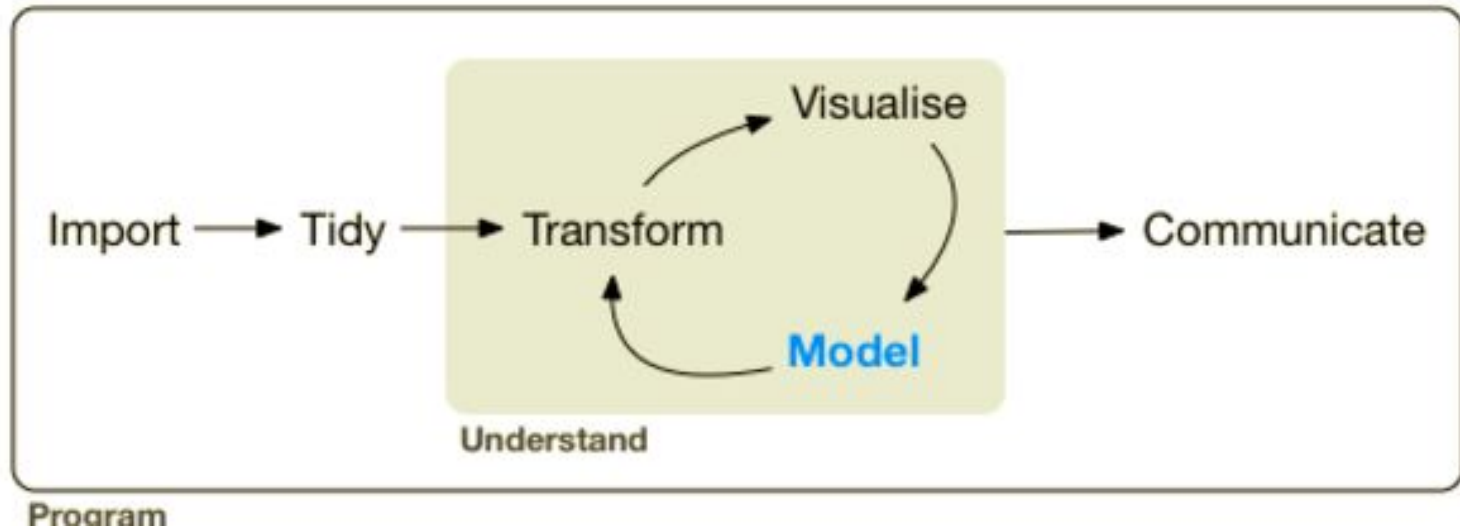 Visualise
Import Tidy Transform Communicate
Model
Understand
Program